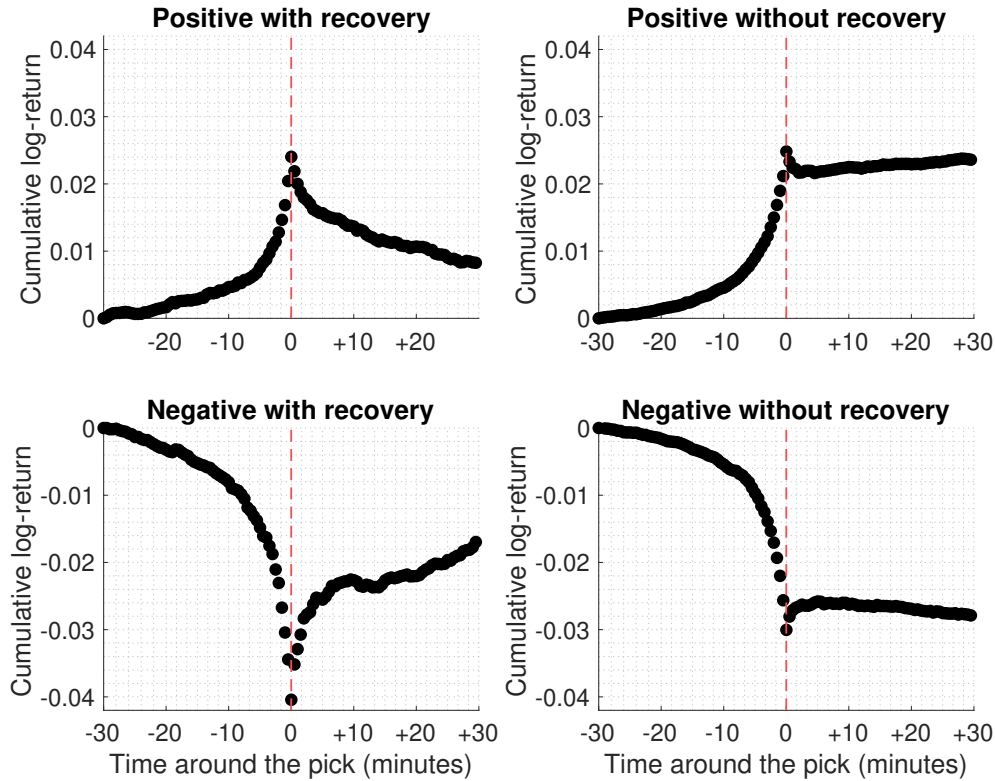 Positive with recovery
Cumulative log-return
0.04
0.03
0.02
0.01
0
-20 -10 0 +10 +20
Positive without recovery
Cumulative log-return
0.04
0.03
0.02
0.01
0
-30 -20 -10 0 +10 +20 +30
Negative with recovery
Cumulative log-return
0
-0.01
-0.02
-0.03
-0.04
-30 -20 -10 0 +10 +20 +30
Time around the pick (minutes)
Negative without recovery
Cumulative log-return
0
-0.01
-0.02
-0.03
-0.04
-30 -20 -10 0 +10 +20 +30
Time around the pick (minutes)